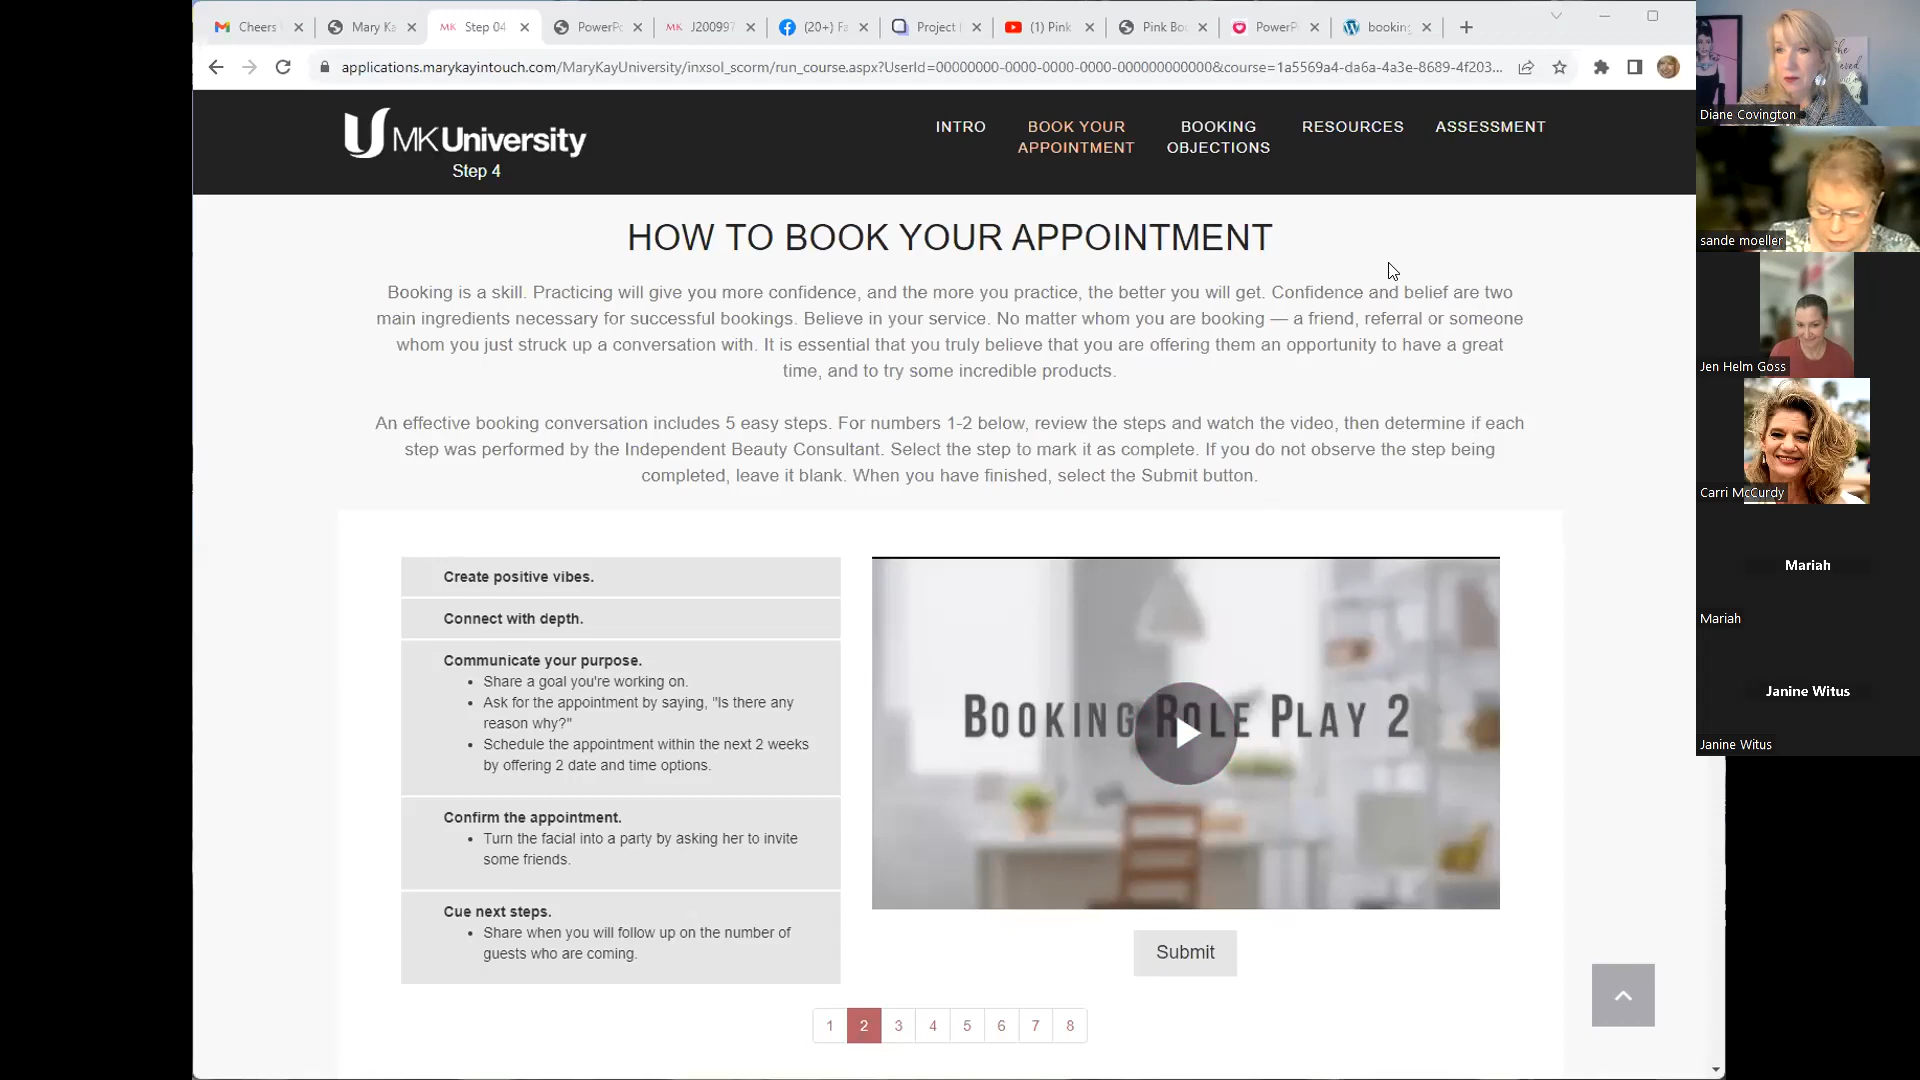 Cheers
Mary Ka
MK Step 04
PowerPo
MK J200997
(20+) Fa
Project
(1) Pink
Pink Bo
PowerP
booking
applications.marykayintouch.com/MaryKayUniversity/inxsol_scorm/run_course.aspx?UserId=00000000-0000-0000-0000-000000000000&course=1a5569a4-da6a-4a3e-8689-4f203...
MKUniversity
Step 4
INTRO
BOOK YOUR
APPOINTMENT
BOOKING
OBJECTIONS
RESOURCES
ASSESSMENT
HOW TO BOOK YOUR APPOINTMENT
Booking is a skill. Practicing will give you more confidence, and the more you practice, the better you will get. Confidence and belief are two
main ingredients necessary for successful bookings. Believe in your service. No matter whom you are booking — a friend, referral or someone
whom you just struck up a conversation with. It is essential that you truly believe that you are offering them an opportunity to have a great
time, and to try some incredible products.
An effective booking conversation includes 5 easy steps. For numbers 1-2 below, review the steps and watch the video, then determine if each
step was performed by the Independent Beauty Consultant. Select the step to mark it as complete. If you do not observe the step being
completed, leave it blank. When you have finished, select the Submit button.
Create positive vibes.
Connect with depth.
Communicate your purpose.
• Share a goal you're working on.
• Ask for the appointment by saying, "Is there any
reason why?"
• Schedule the appointment within the next 2 weeks
by offering 2 date and time options.
Confirm the appointment.
• Turn the facial into a party by asking her to invite
some friends.
Cue next steps.
• Share when you will follow up on the number of
guests who are coming.
BOOKING ROLE PLAY 2
Submit
1 2 3 4 5 6 7 8
Diane Covington
sande moeller
Jen Helm Goss
Carri McCurdy
Mariah
Mariah
Janine Witus
Janine Witus